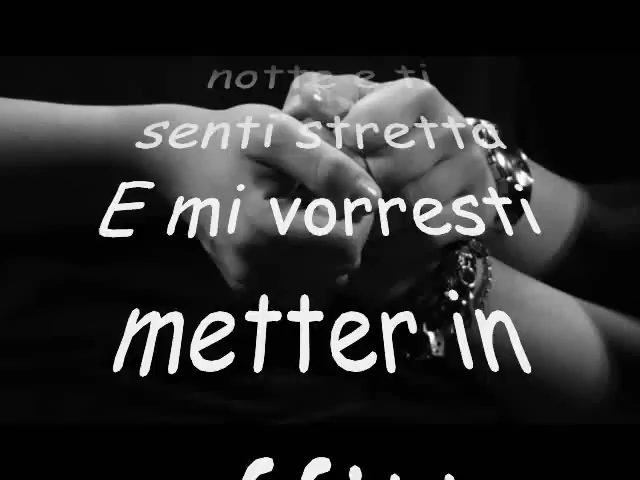 notte e ti
senti stretta
E mi vorresti
metter in